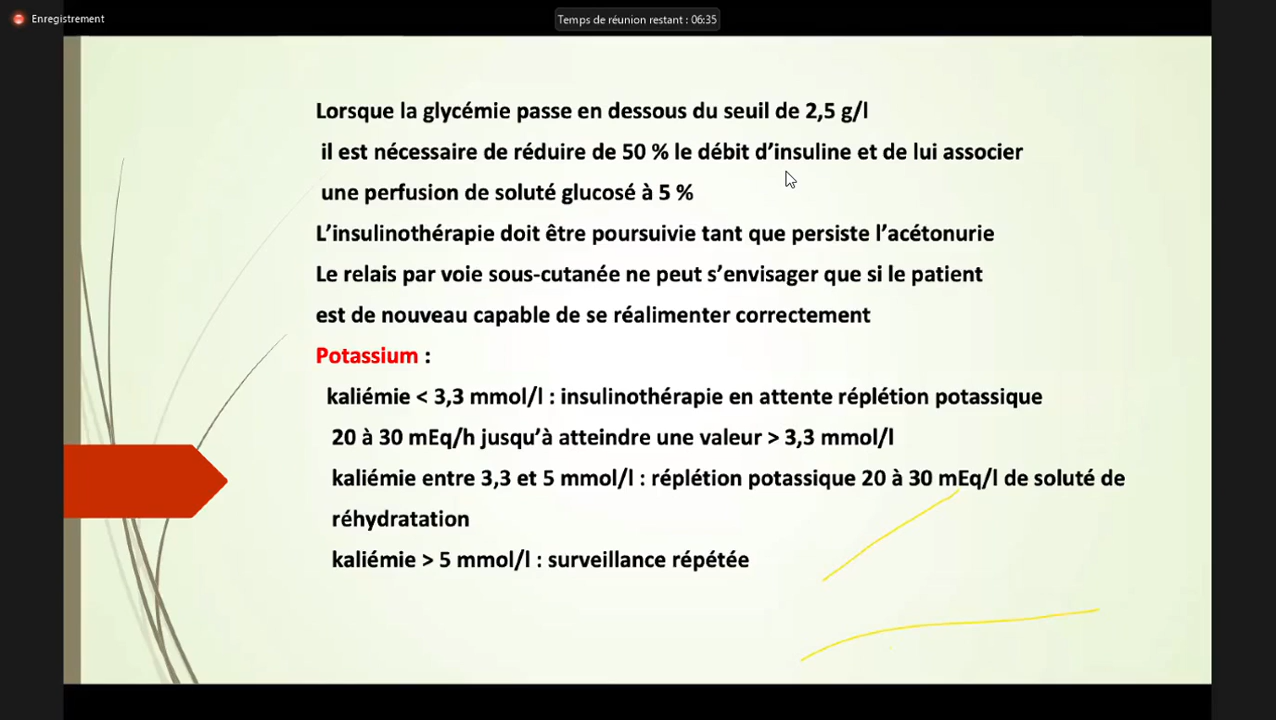 Enregistrement
Temps de réunion restant : 06:35
Lorsque la glycémie passe en dessous du seuil de 2,5 g/l
il est nécessaire de réduire de 50 % le débit d’insuline et de lui associer
une perfusion de soluté glucosé à 5 %
L’insulinothérapie doit être poursuivie tant que persiste l’acétonurie
Le relais par voie sous-cutanée ne peut s’envisager que si le patient
est de nouveau capable de se réalimenter correctement
Potassium :
kaliémie < 3,3 mmol/l : insulinothérapie en attente réplétion potassique
20 à 30 mEq/h jusqu’à atteindre une valeur > 3,3 mmol/l
kaliémie entre 3,3 et 5 mmol/l : réplétion potassique 20 à 30 mEq/l de soluté de
réhydratation
kaliémie > 5 mmol/l : surveillance répétée